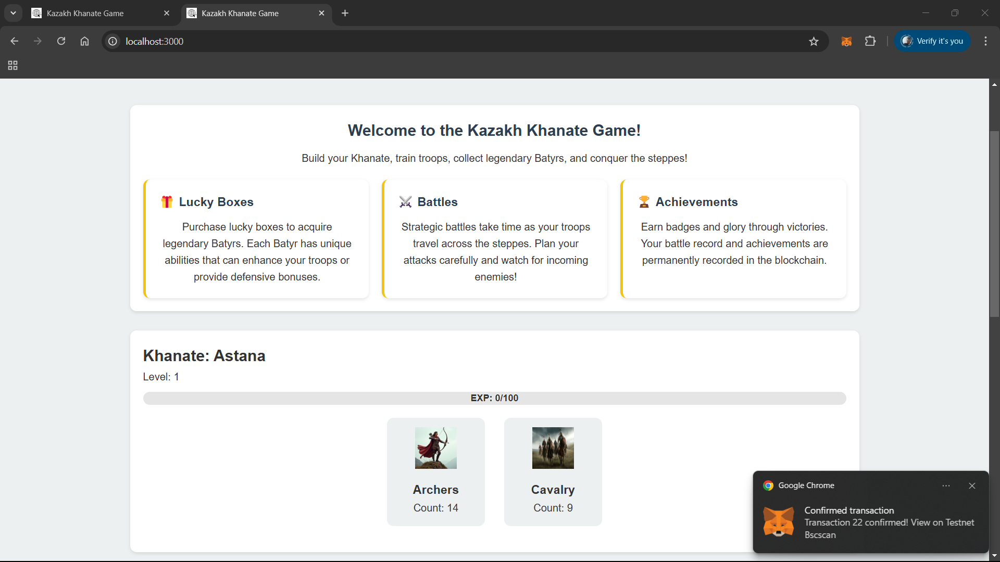 Kazakh Khanate Game
Kazakh Khanate Game
localhost:3000
Verify it's you
Welcome to the Kazakh Khanate Game!
Build your Khanate, train troops, collect legendary Batyrs, and conquer the steppes!
Lucky Boxes
Purchase lucky boxes to acquire
legendary Batyrs. Each Batyr has unique
abilities that can enhance your troops or
provide defensive bonuses.
Battles
Strategic battles take time as your troops
travel across the steppes. Plan your
attacks carefully and watch for incoming
enemies!
Achievements
Earn badges and glory through victories.
Your battle record and achievements are
permanently recorded in the blockchain.
Khanate: Astana
Level: 1
EXP: 0/100
Archers
Count: 14
Cavalry
Count: 9
Google Chrome
Confirmed transaction
Transaction 22 confirmed! View on Testnet
Bscscan